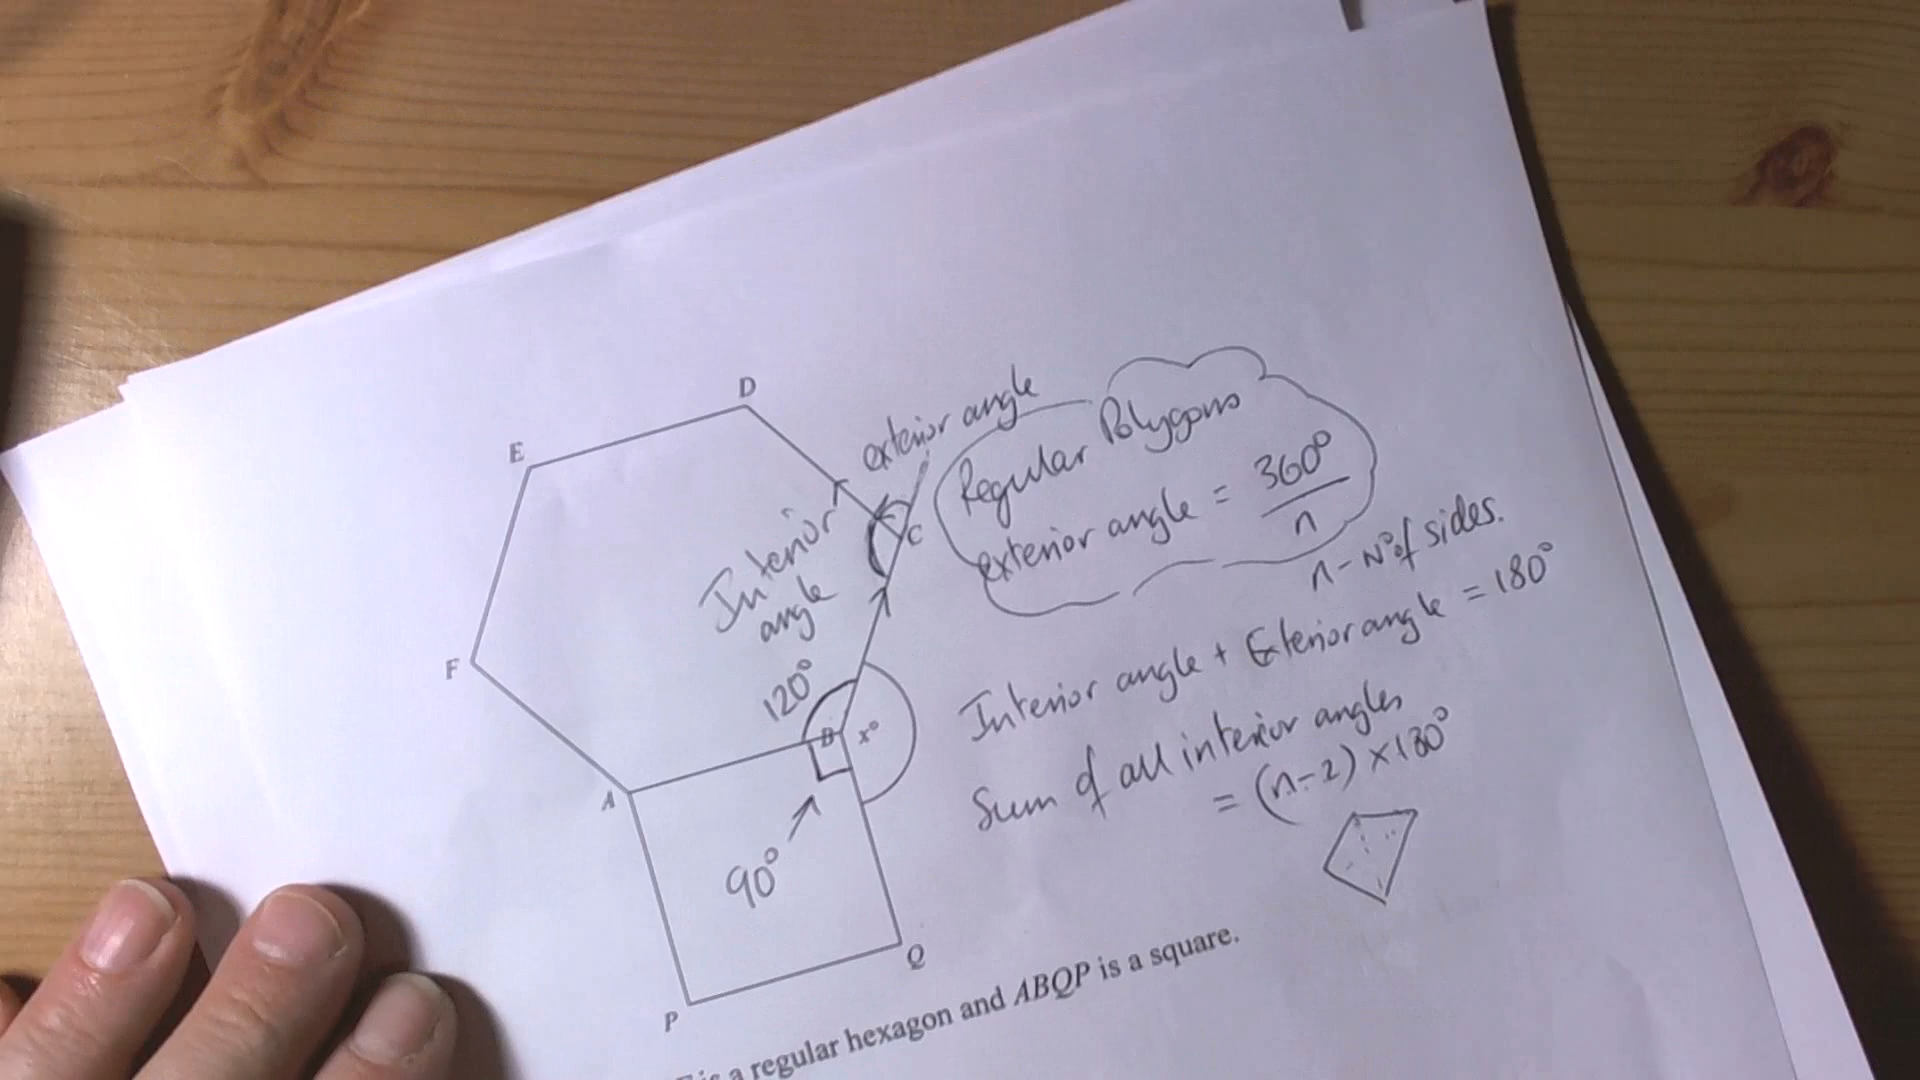 D
E
exterior angle
Regular Polygons
exterior angle = 360°
n
n - Nº of sides.
C
Interior
angle
F
120°
Interior angle + Exterior angle = 180°
B
x°
Sum of all interior angles
= (n-2) × 180°
A
90°
Q
P
is a regular hexagon and ABQP is a square.